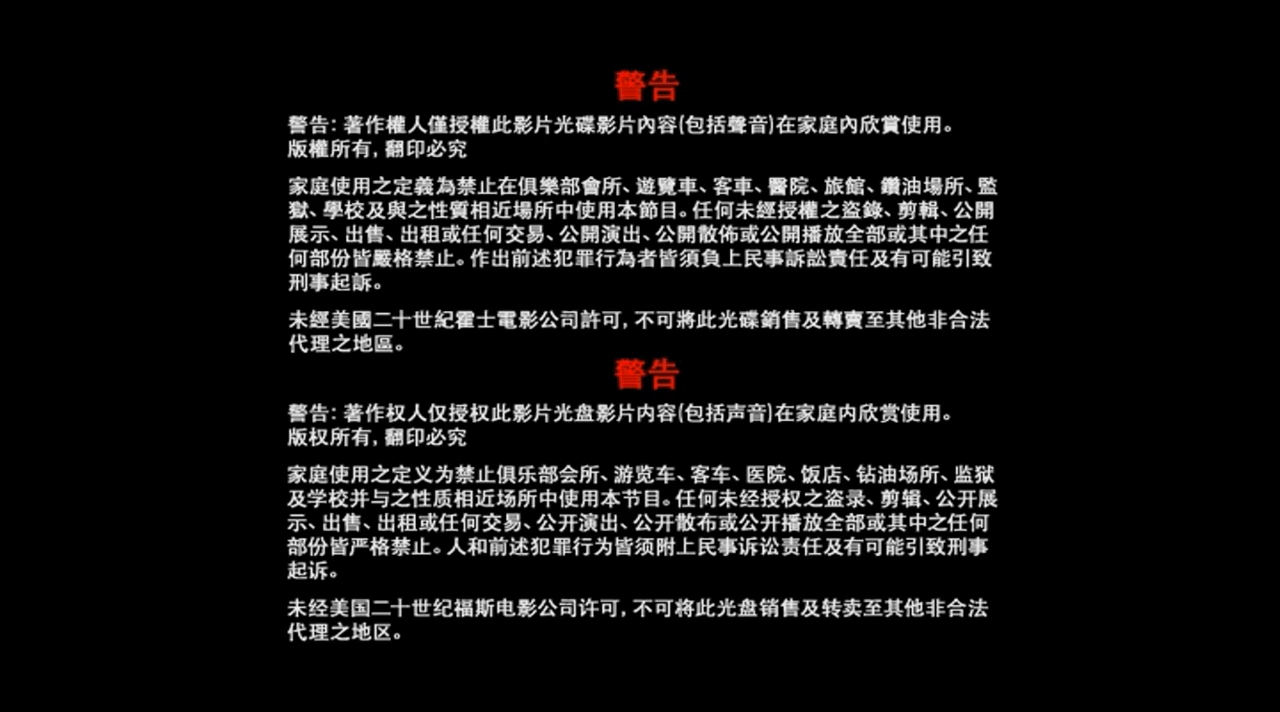 警告
警告: 著作權人僅授權此影片光碟影片內容(包括聲音)在家庭內欣賞使用。
版權所有, 翻印必究
家庭使用之定義為禁止在俱樂部會所、遊覽車、客車、醫院、旅館、鑽油場所、監
獄、學校及與之性質相近場所中使用本節目。任何未經授權之盜錄、剪輯、公開
展示、出售、出租或任何交易、公開演出、公開散佈或公開播放全部或其中之任
何部份皆嚴格禁止。作出前述犯罪行為者皆須負上民事訴訟責任及有可能引致
刑事起訴。
未經美國二十世紀霍士電影公司許可, 不可將此光碟銷售及轉賣至其他非合法
代理之地區。
警告
警告: 著作权人仅授权此影片光盘影片内容(包括声音)在家庭内欣赏使用。
版权所有, 翻印必究
家庭使用之定义为禁止俱乐部会所、游览车、客车、医院、饭店、钻油场所、监狱
及学校并与之性质相近场所中使用本节目。任何未经授权之盗录、剪辑、公开展
示、出售、出租或任何交易、公开演出、公开散布或公开播放全部或其中之任何
部份皆严格禁止。人和前述犯罪行为皆须附上民事诉讼责任及有可能引致刑事
起诉。
未经美国二十世纪福斯电影公司许可, 不可将此光盘销售及转卖至其他非合法
代理之地区。